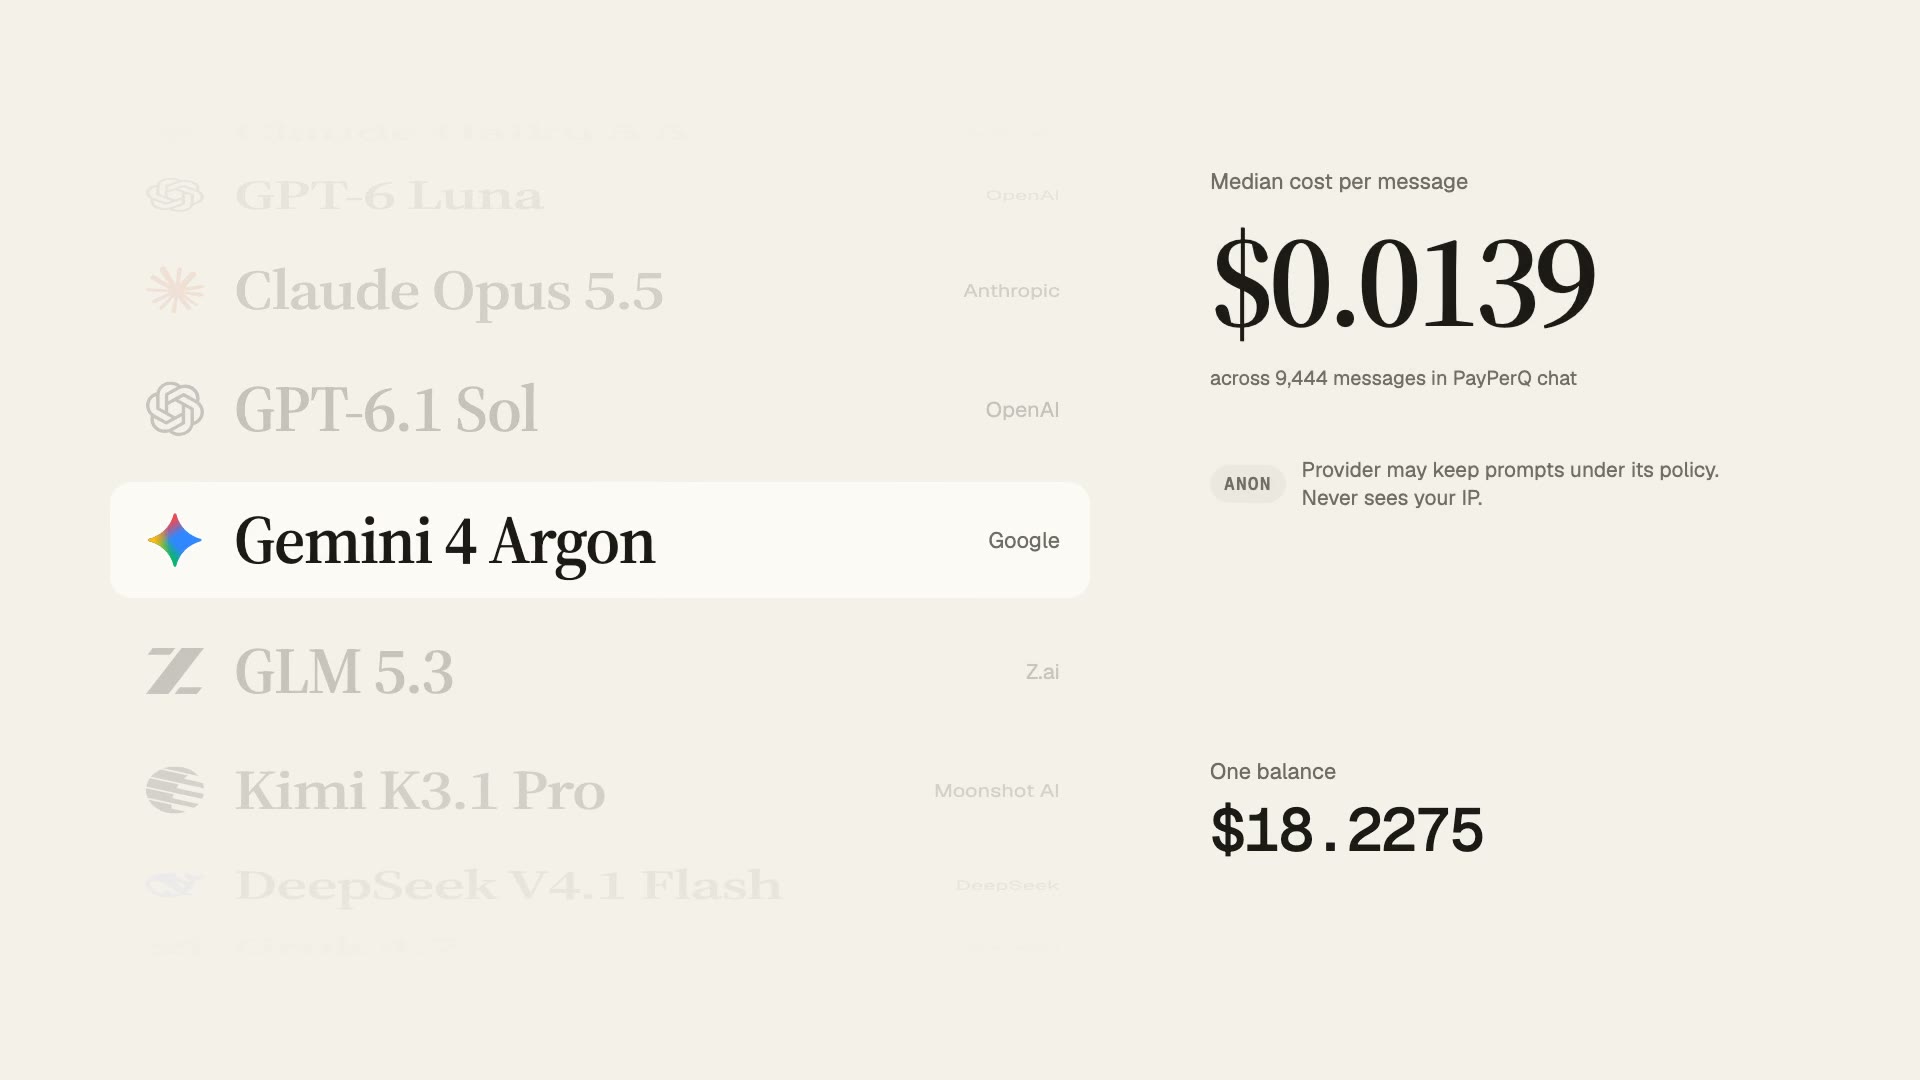 GPT-6 Luna OpenAI
Claude Opus 5.5 Anthropic
GPT-6.1 Sol OpenAI
Gemini 4 Argon Google
GLM 5.3 Z.ai
Kimi K3.1 Pro Moonshot AI
DeepSeek V4.1 Flash DeepSeek
Median cost per message
$0.0139
across 9,444 messages in PayPerQ chat
ANON
Provider may keep prompts under its policy.
Never sees your IP.
One balance
$18.2275